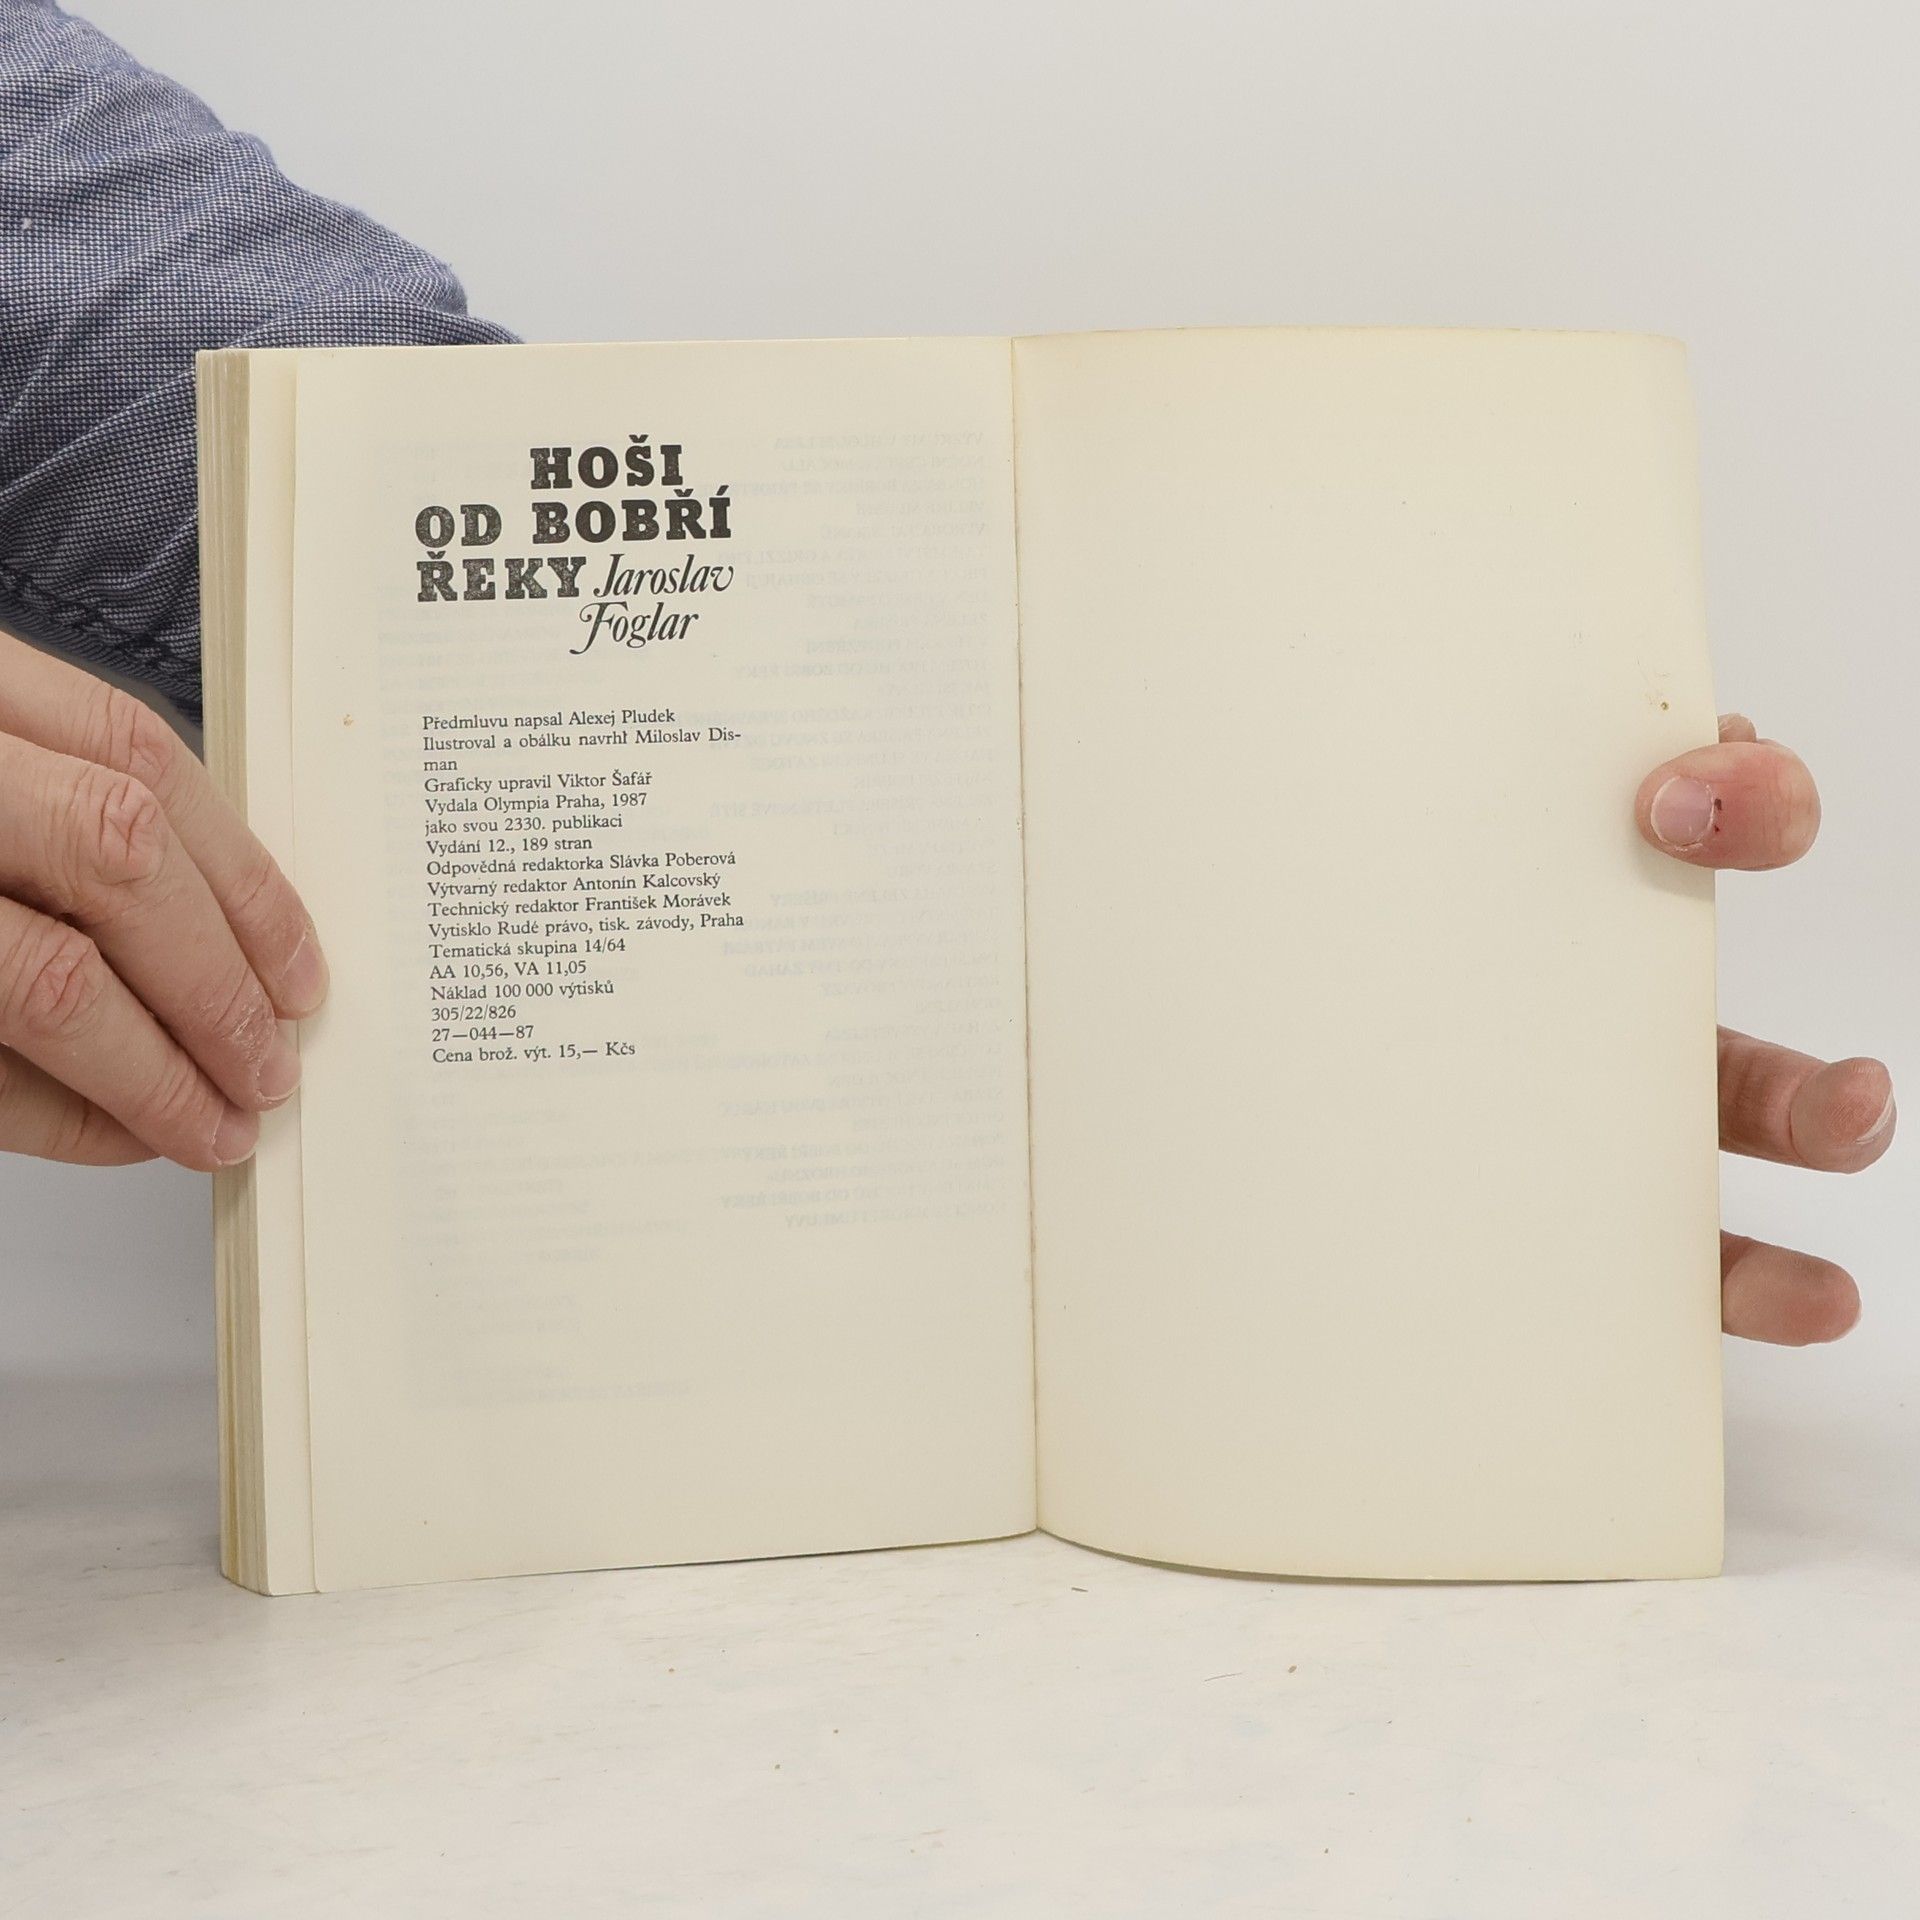 HOŠI
OD BOBŘÍ
ŘEKY Jaroslav
Foglar
Předmluvu napsal Alexej Pludek
Ilustroval a obálku navrhl Miloslav Dis-
man
Graficky upravil Viktor Šafář
Vydala Olympia Praha, 1987
jako svou 2330. publikaci
Vydání 12., 189 stran
Odpovědná redaktorka Slávka Poberová
Výtvarný redaktor Antonín Kalcovský
Technický redaktor František Morávek
Vytisklo Rudé právo, tisk. závody, Praha
Tematická skupina 14/64
AA 10,56, VA 11,05
Náklad 100 000 výtisků
305/22/826
27—044—87
Cena brož. výt. 15,— Kčs